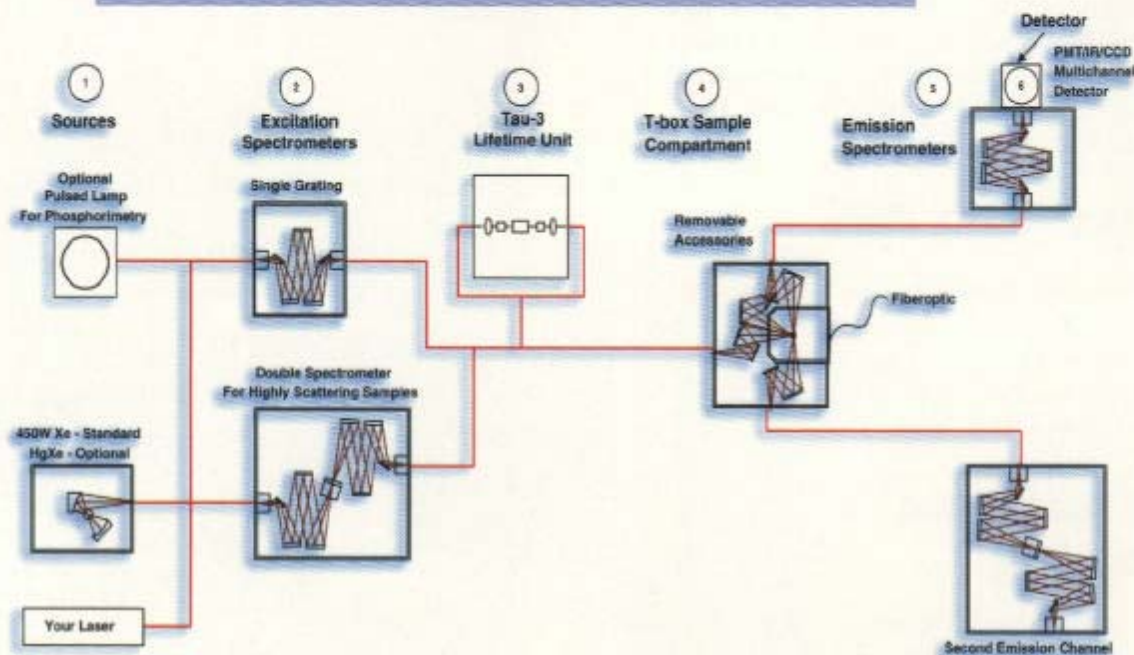 Detector
PMT/IR/CCD
Multichannel
Detector
1
Sources
2
Excitation
Spectrometers
3
Tau-3
Lifetime Unit
4
T-box Sample
Compartment
5
Emission
Spectrometers
6
Optional
Pulsed Lamp
For Phosphorimetry
Single Grating
Removable
Accessories
Fiberoptic
Double Spectrometer
For Highly Scattering Samples
450W Xe - Standard
HgXe - Optional
Your Laser
Second Emission Channel